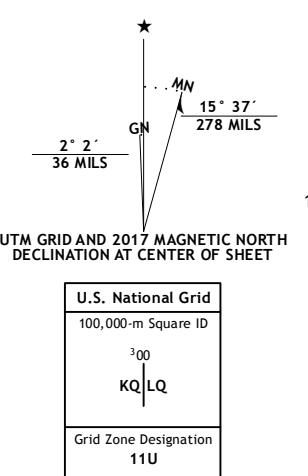 ★
MN
15° 37´
278 MILS
GN
2° 2´
36 MILS
UTM GRID AND 2017 MAGNETIC NORTH
DECLINATION AT CENTER OF SHEET
U.S. National Grid
100,000-m Square ID
³00
KQ LQ
Grid Zone Designation
11U